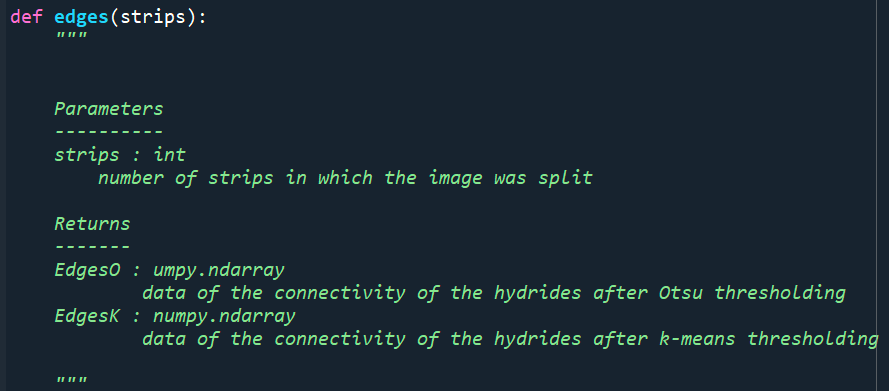 def edges(strips):
"""
Parameters
----------
strips : int
number of strips in which the image was split
Returns
-------
EdgesO : umpy.ndarray
data of the connectivity of the hydrides after Otsu thresholding
EdgesK : numpy.ndarray
data of the connectivity of the hydrides after k-means thresholding
"""